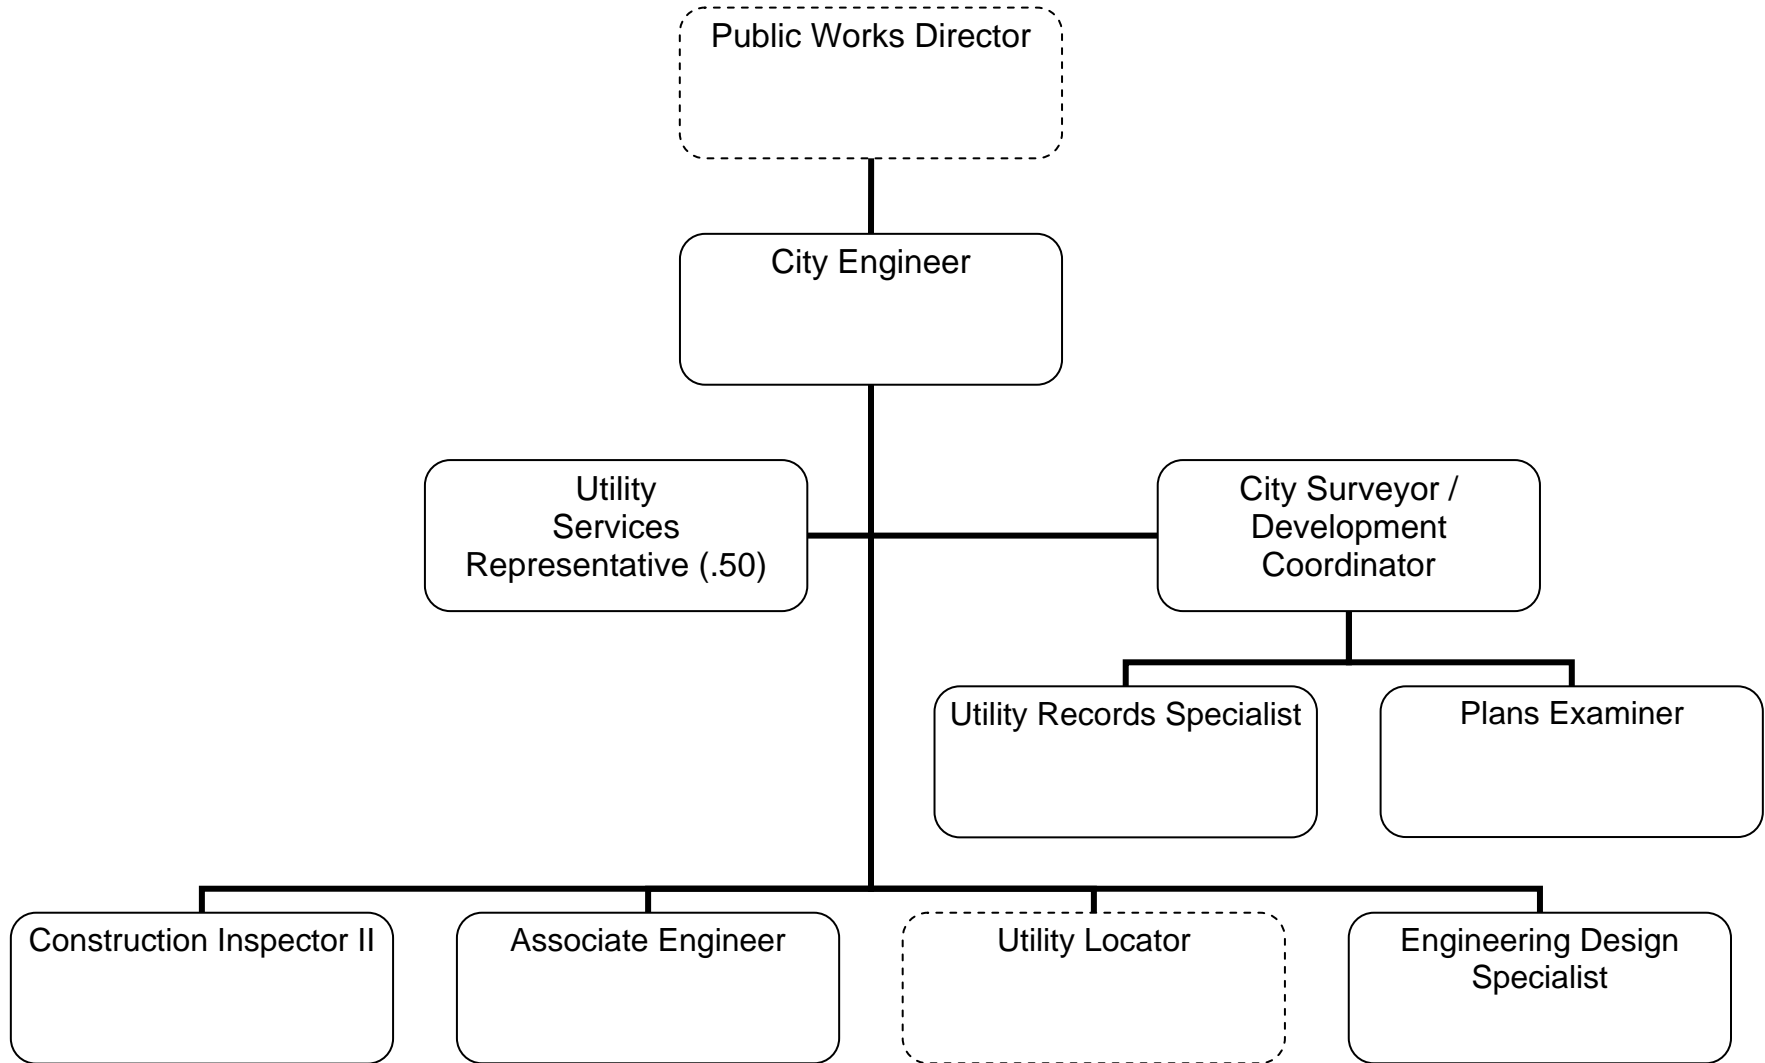 Public Works Director
City Engineer
Utility
Services
Representative (.50)
City Surveyor /
Development
Coordinator
Utility Records Specialist
Plans Examiner
Construction Inspector II
Associate Engineer
Utility Locator
Engineering Design
Specialist